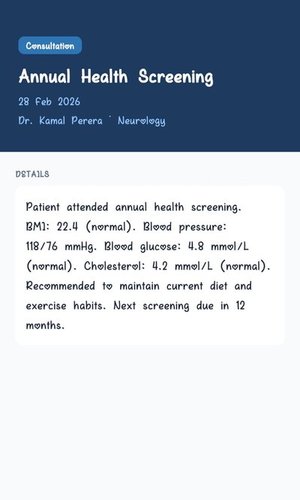 Consultation
Annual Health Screening
28 Feb 2026
Dr. Kamal Perera · Neurology
DETAILS
Patient attended annual health screening.
BMI: 22.4 (normal). Blood pressure:
118/76 mmHg. Blood glucose: 4.8 mmol/L
(normal). Cholesterol: 4.2 mmol/L (normal).
Recommended to maintain current diet and
exercise habits. Next screening due in 12
months.